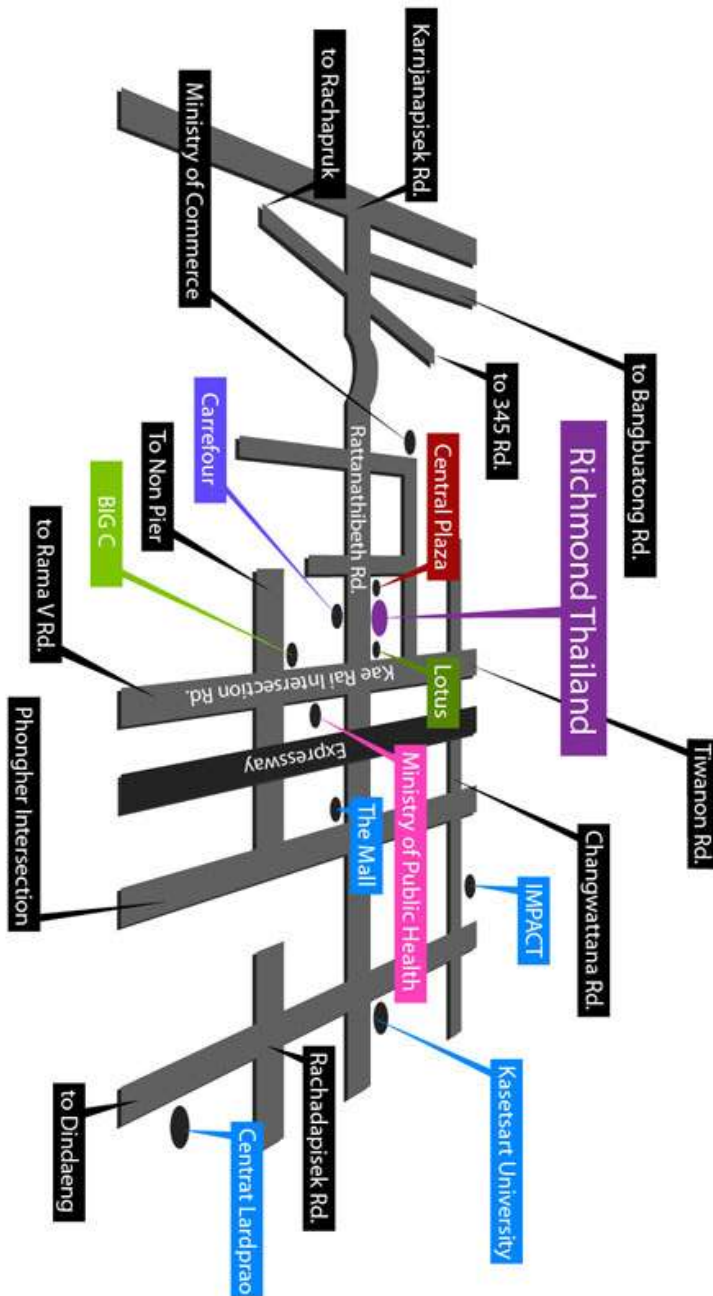 Tiwanon Rd.
to Bangbuatong Rd.
Changwattana Rd.
Richmond Thailand
IMPACT
to 345 Rd.
Kasetsart University
Central Plaza
Lotus
Karnjanapisek Rd.
Ministry of Public Health
The Mall
Rattanathibeth Rd.
to Rachapruk
Kae Rai Intersection Rd.
Expressway
Rachadapisek Rd.
Carrefour
Centrat Lardprao
Ministry of Commerce
To Non Pier
BIG C
to Rama V Rd.
to Dindaeng
Phongher Intersection